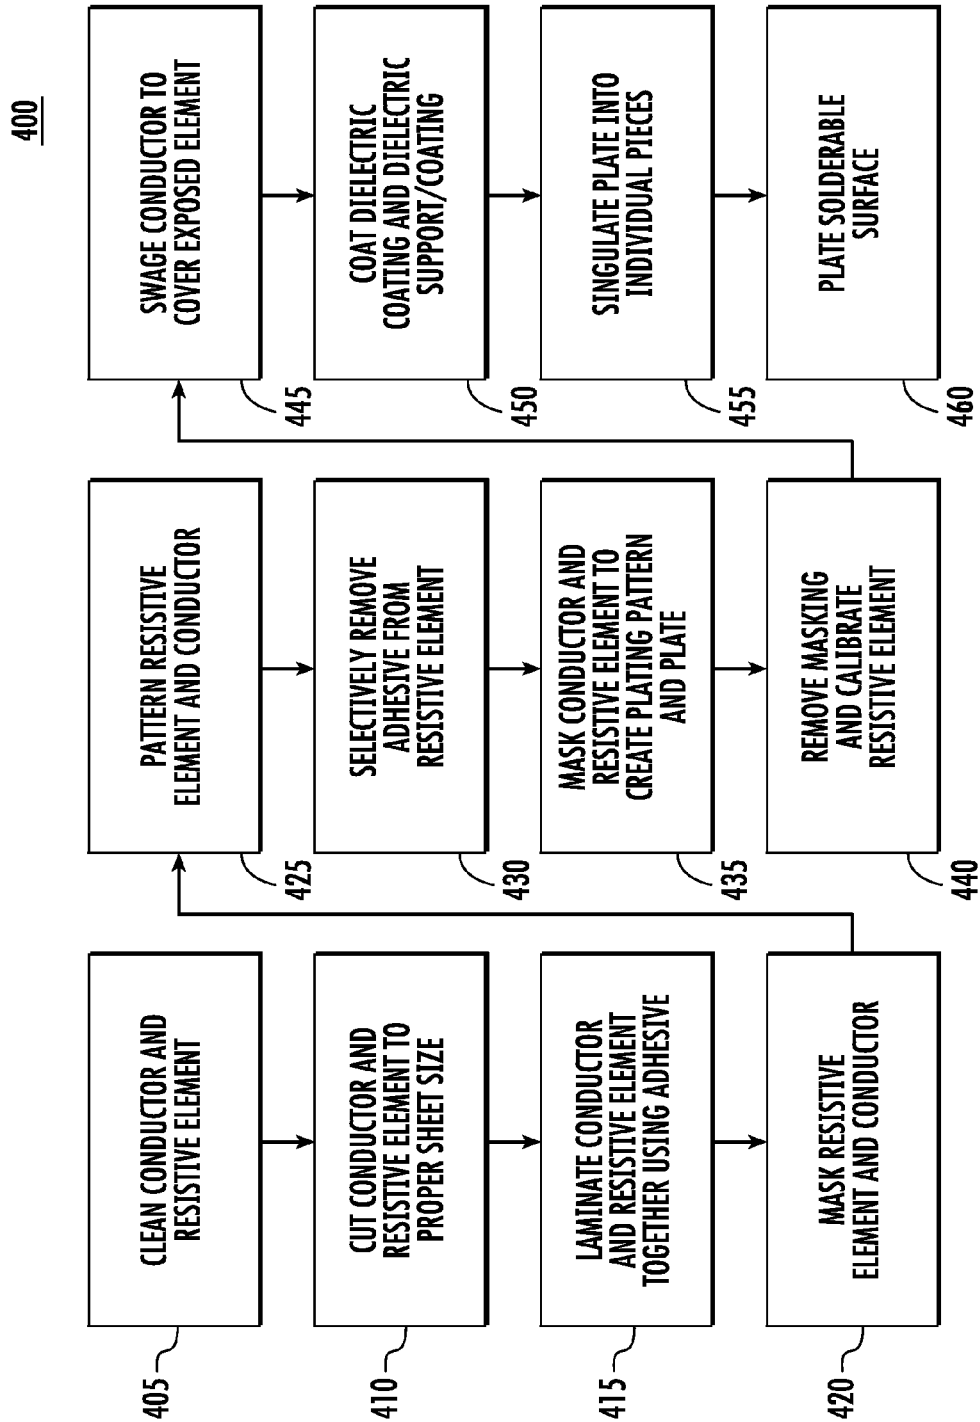 400
CLEAN CONDUCTOR AND
RESISTIVE ELEMENT
405
CUT CONDUCTOR AND
RESISTIVE ELEMENT TO
PROPER SHEET SIZE
410
LAMINATE CONDUCTOR
AND RESISTIVE ELEMENT
TOGETHER USING ADHESIVE
415
MASK RESISTIVE
ELEMENT AND CONDUCTOR
420
PATTERN RESISTIVE
ELEMENT AND CONDUCTOR
425
SELECTIVELY REMOVE
ADHESIVE FROM
RESISTIVE ELEMENT
430
MASK CONDUCTOR AND
RESISTIVE ELEMENT TO
CREATE PLATING PATTERN
AND PLATE
435
REMOVE MASKING
AND CALIBRATE
RESISTIVE ELEMENT
440
SWAGE CONDUCTOR TO
COVER EXPOSED ELEMENT
445
COAT DIELECTRIC
COATING AND DIELECTRIC
SUPPORT/COATING
450
SINGULATE PLATE INTO
INDIVIDUAL PIECES
455
PLATE SOLDERABLE
SURFACE
460